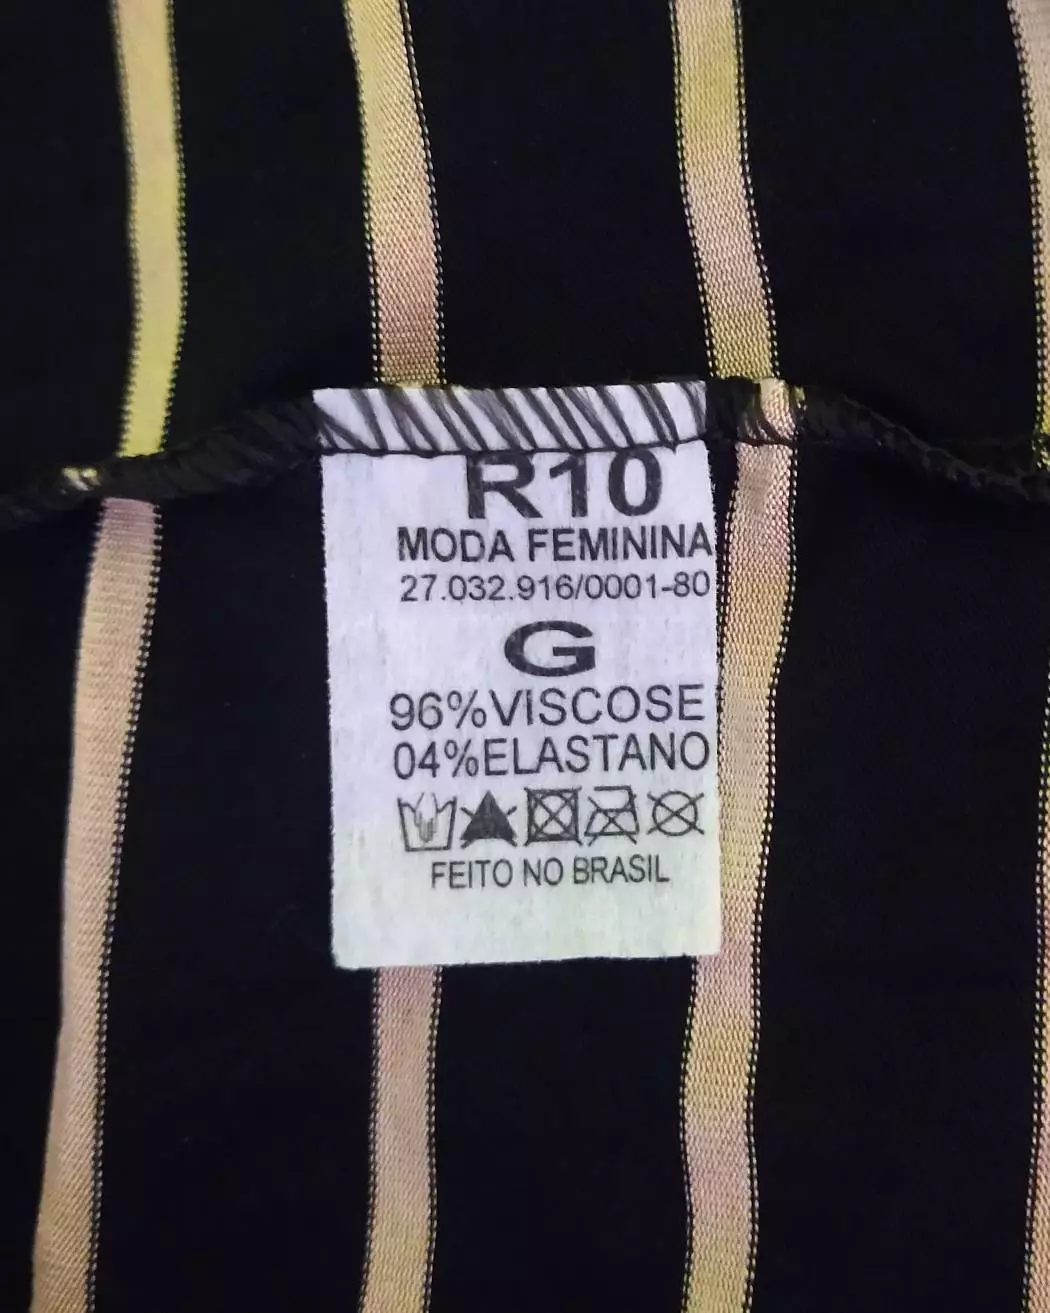 R10
MODA FEMININA
27.032.916/0001-80
G
96%VISCOSE
04%ELASTANO
FEITO NO BRASIL